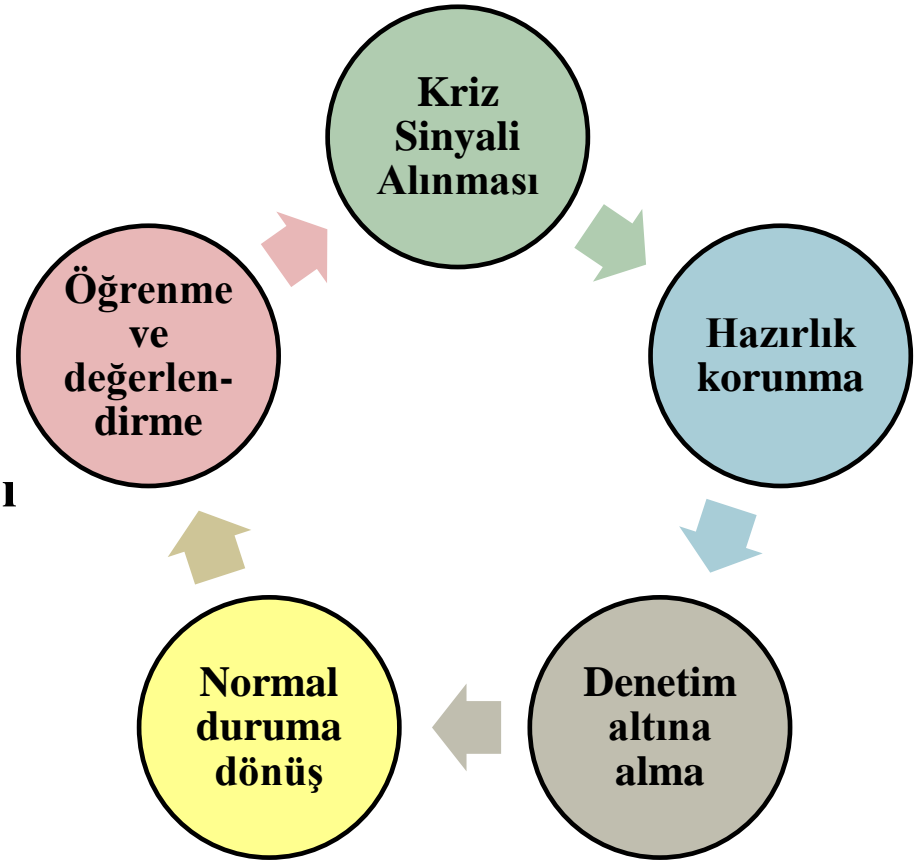 Kriz
Sinyali
Alınması
Hazırlık
korunma
Denetim
altına
alma
Normal
duruma
dönüş
Öğrenme
ve
değerlen-
dirme
ı